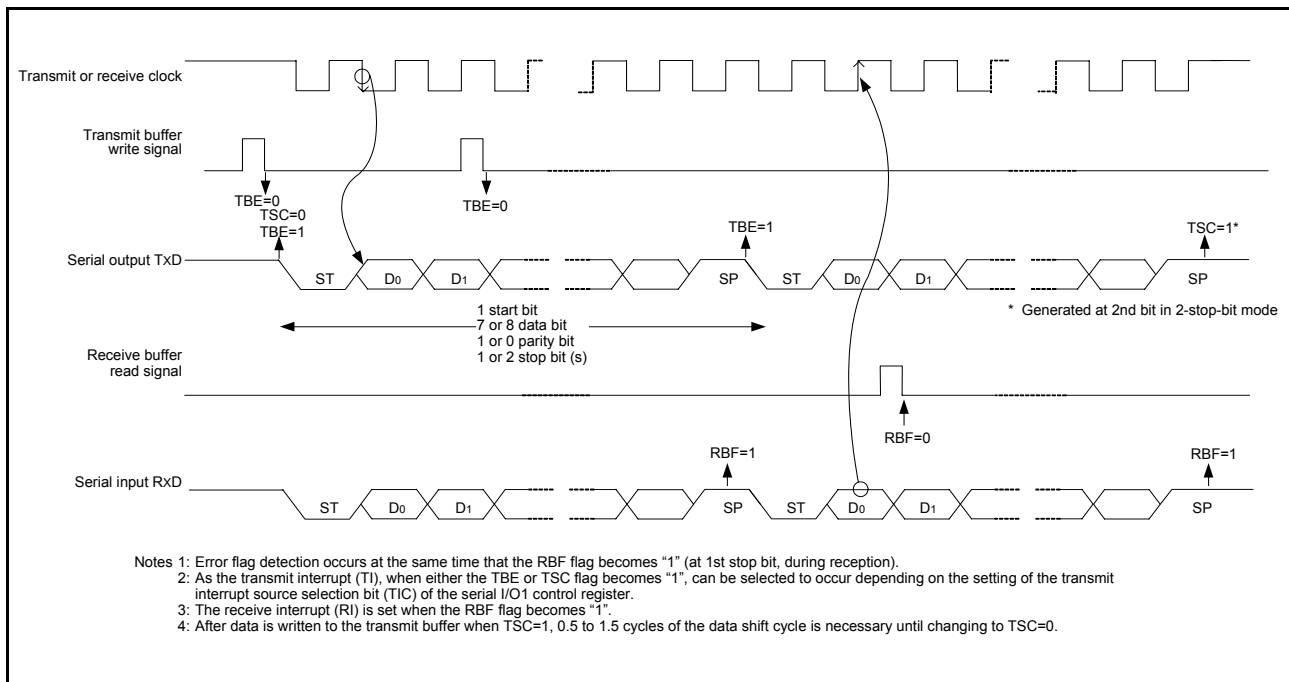 Transmit or receive clock
Transmit buffer
write signal
TBE=0
TSC=0
TBE=1
TBE=0
TBE=1
TSC=1*
Serial output TxD
ST
D0
D1
SP
ST
D0
D1
SP
1 start bit
7 or 8 data bit
1 or 0 parity bit
1 or 2 stop bit (s)
* Generated at 2nd bit in 2-stop-bit mode
Receive buffer
read signal
RBF=0
RBF=1
RBF=1
Serial input RxD
ST
D0
D1
SP
ST
D0
D1
SP
Notes 1: Error flag detection occurs at the same time that the RBF flag becomes “1” (at 1st stop bit, during reception).
2: As the transmit interrupt (TI), when either the TBE or TSC flag becomes “1”, can be selected to occur depending on the setting of the transmit
interrupt source selection bit (TIC) of the serial I/O1 control register.
3: The receive interrupt (RI) is set when the RBF flag becomes “1”.
4: After data is written to the transmit buffer when TSC=1, 0.5 to 1.5 cycles of the data shift cycle is necessary until changing to TSC=0.